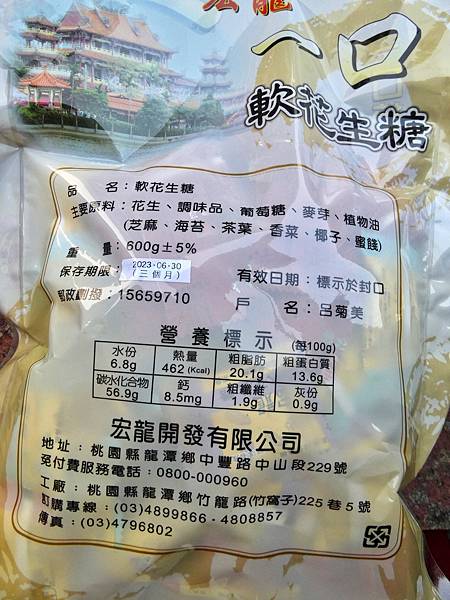 宏龍
一口
軟花生糖
品　　名：軟花生糖
主要原料：花生、調味品、葡萄糖、麥芽、植物油
(芝麻、海苔、茶葉、香菜、椰子、蜜餞)
重　　量：600g±5%
保存期限：2023·06·30
(三個月)
有效日期：標示於封口
郵政劃撥：15659710
戶　　名：呂菊美
營養標示 (每100g)
水份 6.8g 熱量 462 (Kcal) 粗脂肪 20.1g 粗蛋白質 13.6g
碳水化合物 56.9g 鈣 8.5mg 粗纖維 1.9g 灰份 0.9g
宏龍開發有限公司
地址：桃園縣龍潭鄉中豐路中山段229號
免付費服務電話：0800-000960
工廠：桃園縣龍潭鄉竹龍路(竹窩子)225巷5號
訂購專線：(03)4899866·4808857
傳真：(03)4796802